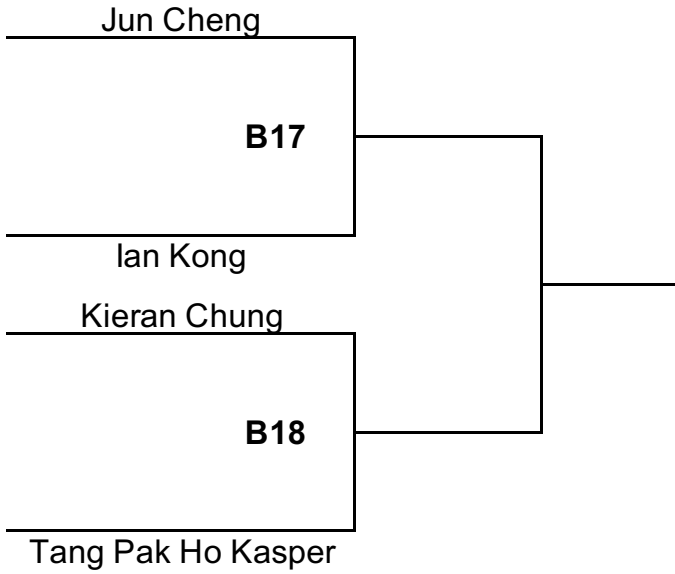 Jun Cheng
B17
Ian Kong
Kieran Chung
B18
Tang Pak Ho Kasper